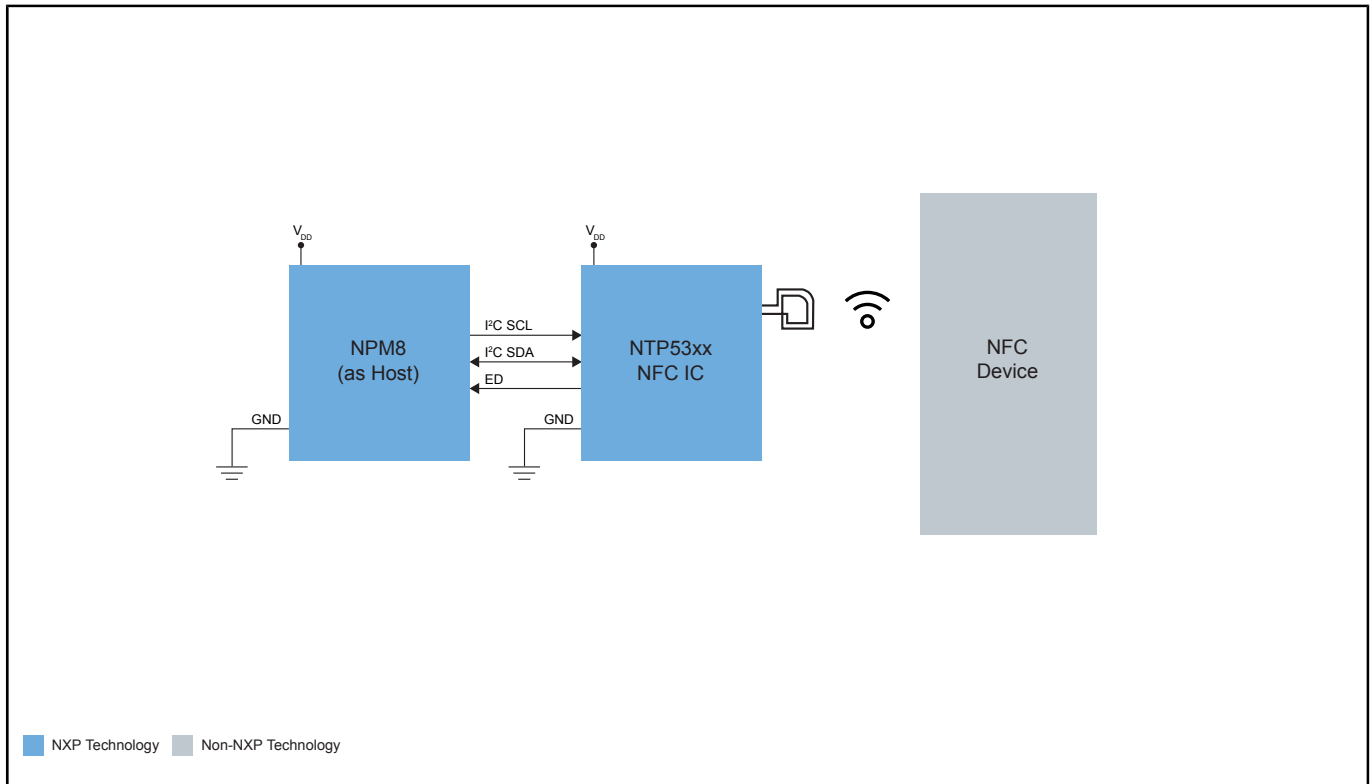 V_DD
V_DD
NPM8
(as Host)
I²C SCL
I²C SDA
ED
GND
NTP53xx
NFC IC
GND
NFC
Device
NXP Technology
Non-NXP Technology